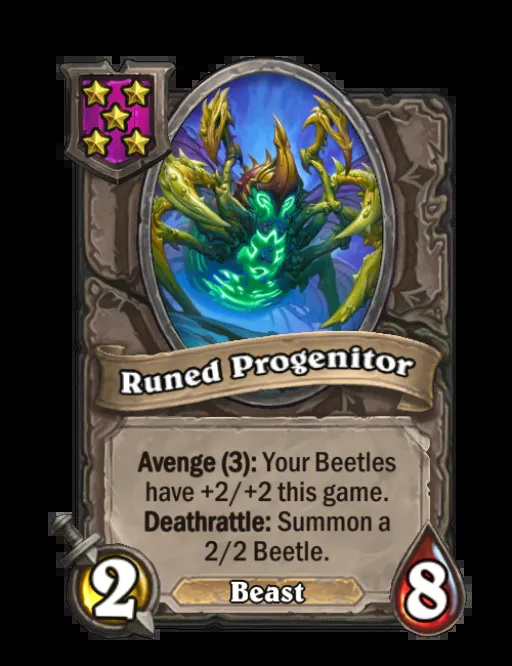 Runed Progenitor
Avenge (3): Your Beetles
have +2/+2 this game.
Deathrattle: Summon a
2/2 Beetle.
2
Beast
8